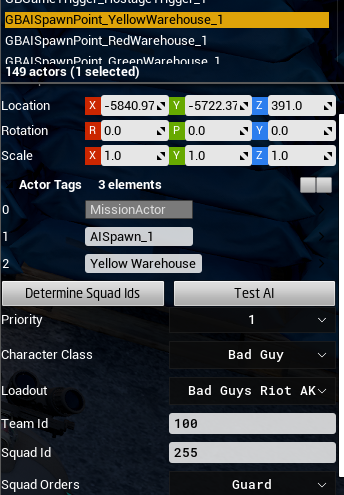 GBGameTrigger_HostageTrigger_1
GBAISpawnPoint_YellowWarehouse_1
GBAISpawnPoint_RedWarehouse_1
GBAISpawnPoint_GreenWarehouse_1
149 actors (1 selected)
Location X -5840.97 Y -5722.37 Z 391.0
Rotation R 0.0 P 0.0 Y 0.0
Scale X 1.0 Y 1.0 Z 1.0
Actor Tags 3 elements
0 MissionActor
1 AISpawn_1
2 Yellow Warehouse
Determine Squad Ids Test AI
Priority 1
Character Class Bad Guy
Loadout Bad Guys Riot AK
Team Id 100
Squad Id 255
Squad Orders Guard